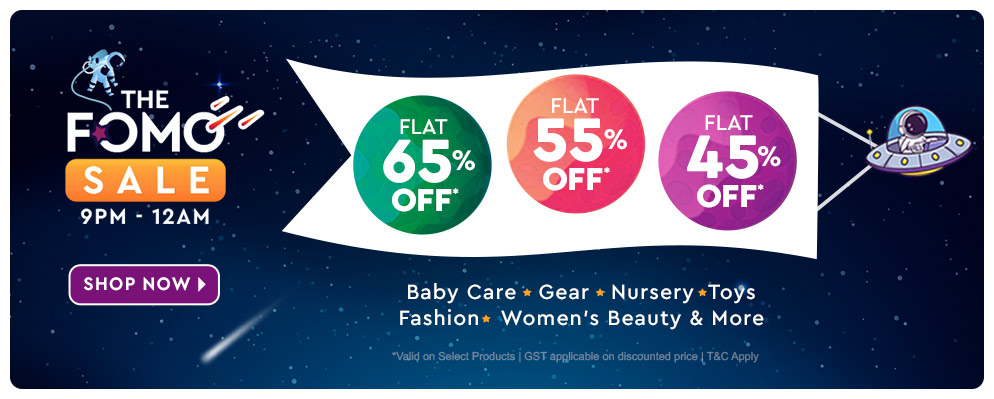 THE
FOMO
SALE
9PM - 12AM
SHOP NOW
FLAT
65%
OFF*
FLAT
55%
OFF*
FLAT
45%
OFF*
Baby Care ★ Gear ★ Nursery ★ Toys
Fashion ★ Women's Beauty & More
*Valid on Select Products | GST applicable on discounted price | T&C Apply